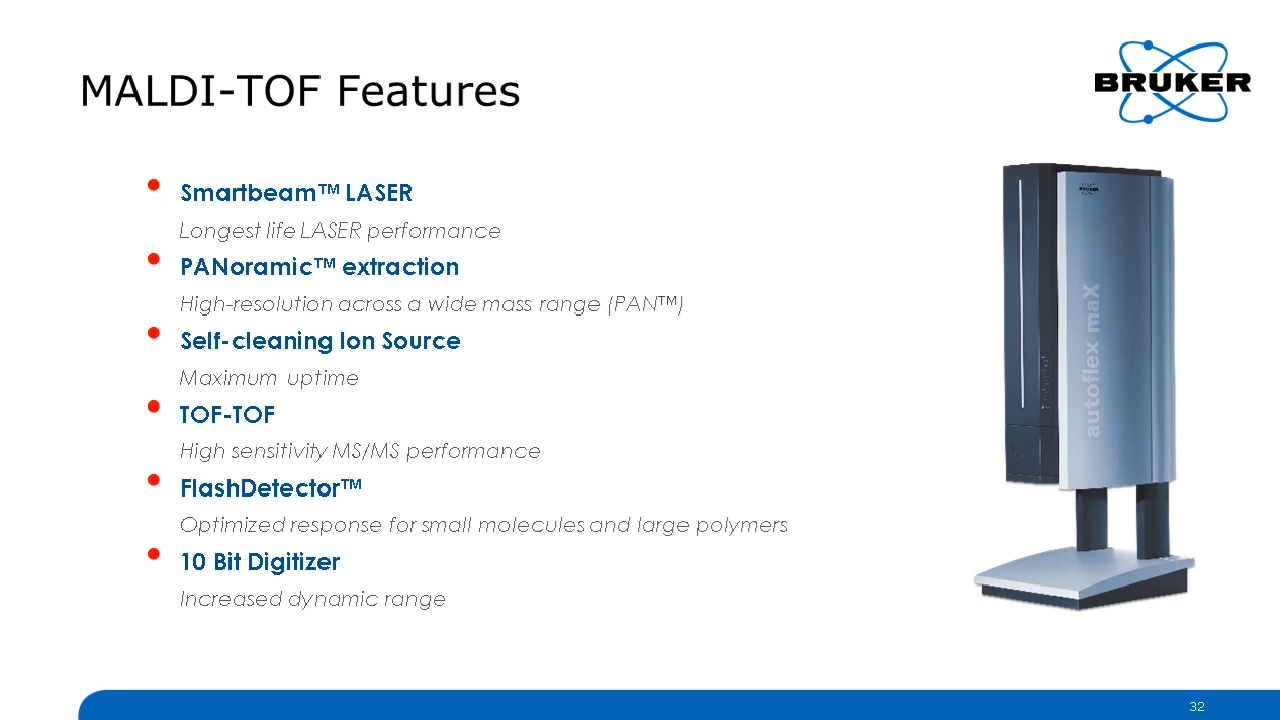 MALDI-TOF Features
BRUKER
• Smartbeam™ LASER
Longest life LASER performance
• PANoramic™ extraction
High-resolution across a wide mass range (PAN™)
• Self-cleaning Ion Source
Maximum uptime
• TOF-TOF
High sensitivity MS/MS performance
• FlashDetector™
Optimized response for small molecules and large polymers
• 10 Bit Digitizer
Increased dynamic range
BRUKER
autoflex maX
32